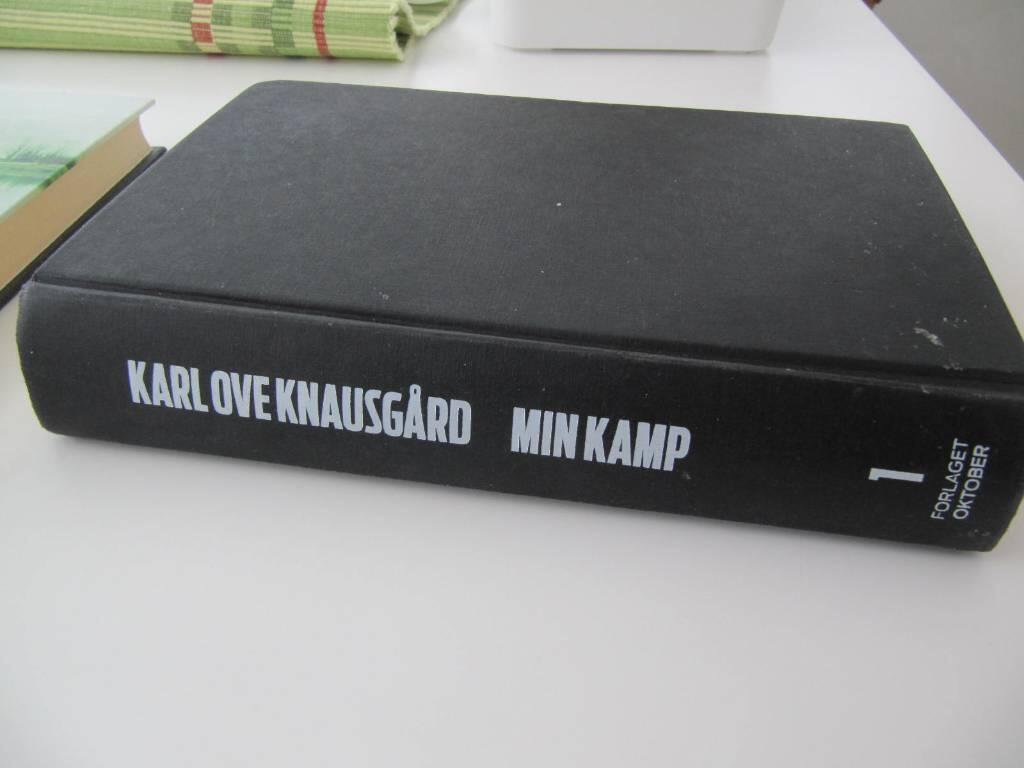 KARL OVE KNAUSGÅRD MIN KAMP
1
FORLAGET
OKTOBER